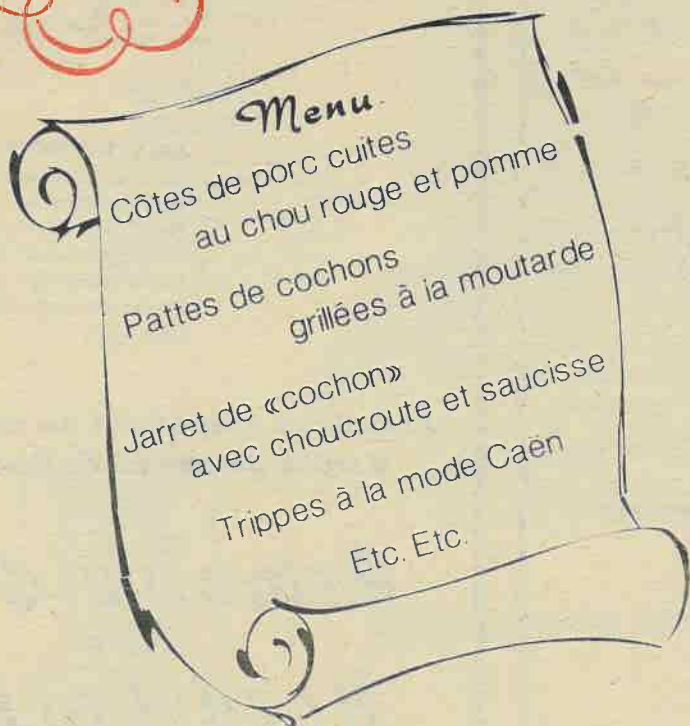 Menu.
Côtes de porc cuites
au chou rouge et pomme
Pattes de cochons
grillées à la moutarde
Jarret de «cochon»
avec choucroute et saucisse
Trippes à la mode Caën
Etc. Etc.